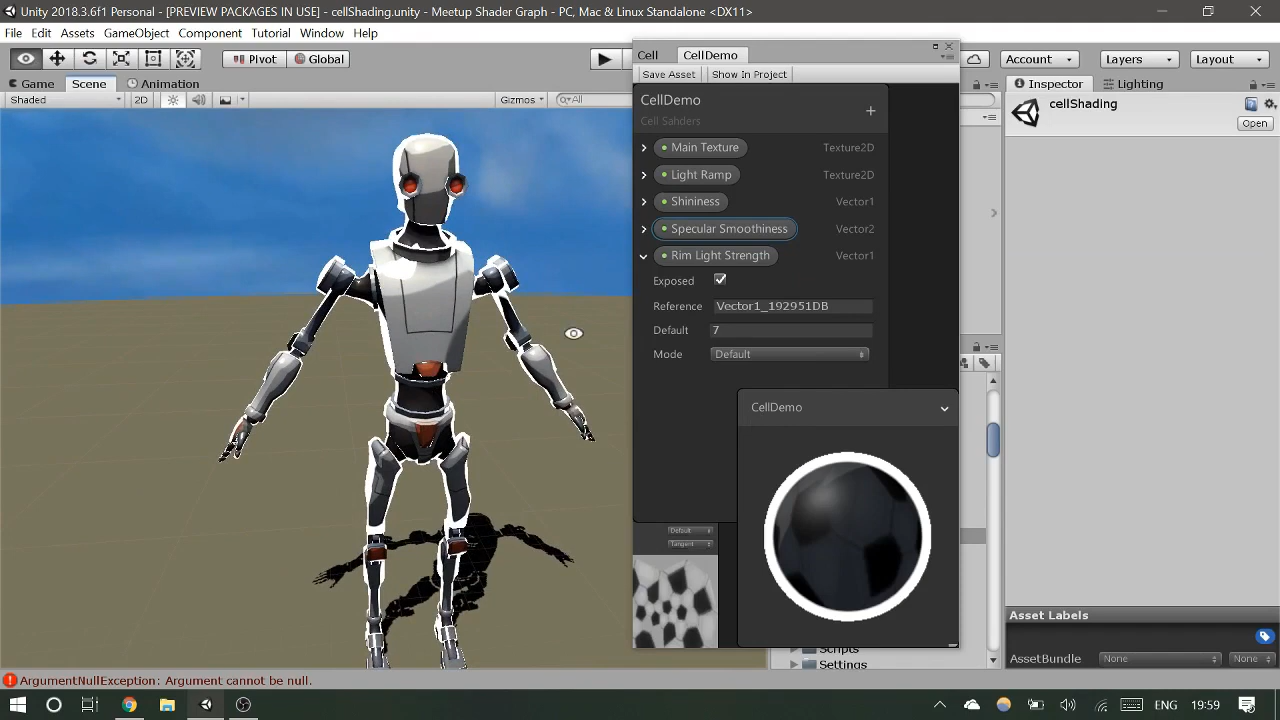 Unity 2018.3.6f1 Personal - [PREVIEW PACKAGES IN USE] - cellShading.unity - Meetup Shader Graph - PC, Mac & Linux Standalone <DX11>
File Edit Assets GameObject Component Tutorial Window Help
Pivot Global Account Layers Layout
Game Scene Animation
Shaded 2D Gizmos All
Cell CellDemo
Save Asset Show In Project
CellDemo
Cell Sahders
Main Texture Texture2D
Light Ramp Texture2D
Shininess Vector1
Specular Smoothiness Vector2
Rim Light Strength Vector1
Exposed
Reference Vector1_192951DB
Default 7
Mode Default
CellDemo
Default
Tangent
Inspector Lighting
cellShading
Open
Scripts
Settings
Asset Labels
AssetBundle None None
ArgumentNullException: Argument cannot be null.
ENG 19:59